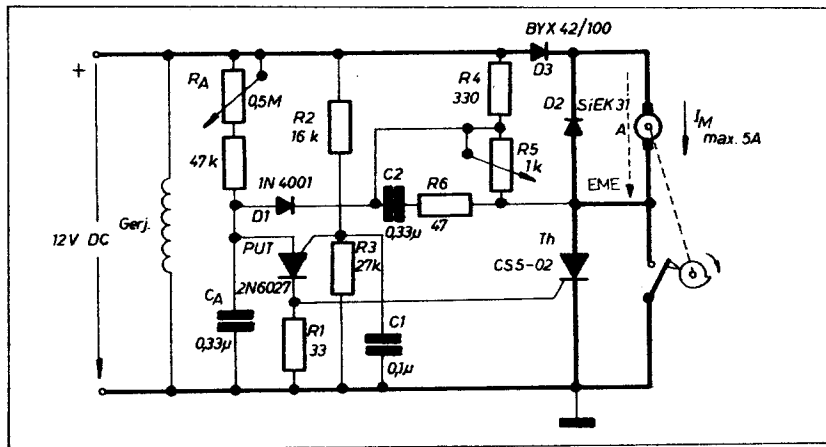 BYX 42/100
D3
+
RA
0,5M
R2
16 k
R4
330
D2
SiEK 31
A
IM
max. 5A
47k
R5
1k
C2
R6
1N 4001
D1
EME
Gerj.
0,33µ
47
12V DC
PUT
R3
27k
Th
CS5-02
2N6027
CA
0,33µ
R1
33
C1
0,1µ